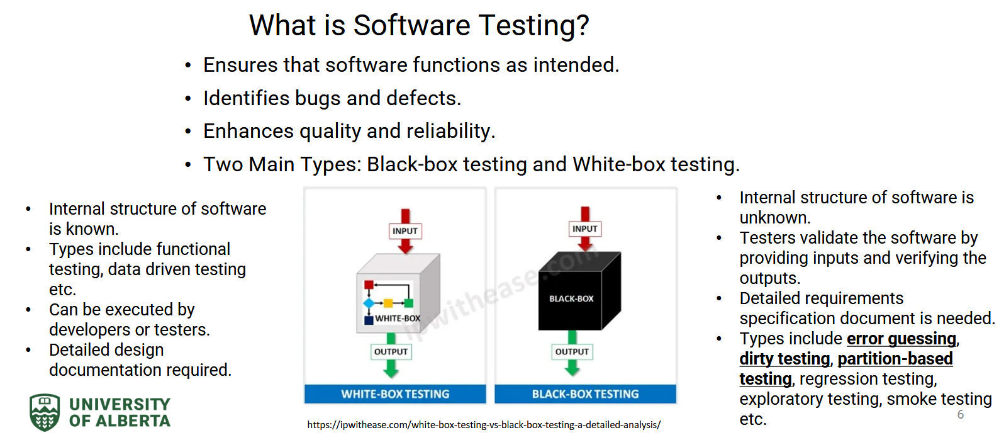 What is Software Testing?
• Ensures that software functions as intended.
• Identifies bugs and defects.
• Enhances quality and reliability.
• Two Main Types: Black-box testing and White-box testing.
• Internal structure of software
is known.
• Types include functional
testing, data driven testing
etc.
• Can be executed by
developers or testers.
• Detailed design
documentation required.
INPUT
WHITE-BOX
OUTPUT
WHITE-BOX TESTING
INPUT
BLACK-BOX
OUTPUT
BLACK-BOX TESTING
ipwithease.com
• Internal structure of software is
unknown.
• Testers validate the software by
providing inputs and verifying the
outputs.
• Detailed requirements
specification document is needed.
• Types include error guessing,
dirty testing, partition-based
testing, regression testing,
exploratory testing, smoke testing
etc.
UNIVERSITY
OF ALBERTA
https://ipwithease.com/white-box-testing-vs-black-box-testing-a-detailed-analysis/
6